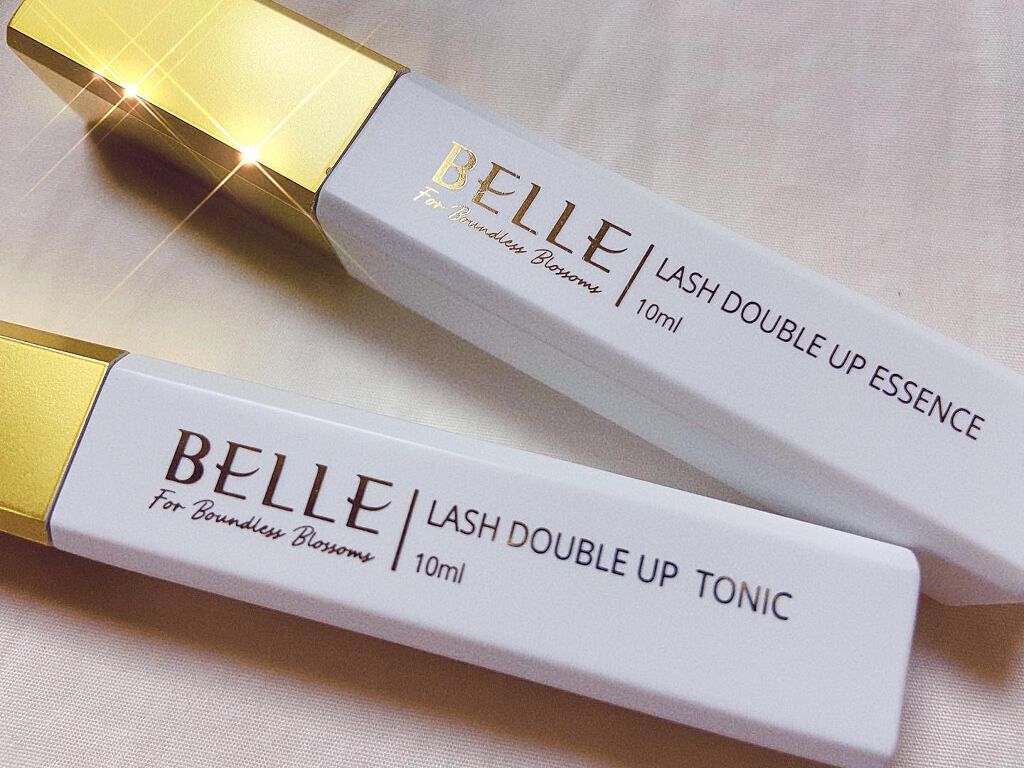 BELLE
For Boundless Blossoms
LASH DOUBLE UP ESSENCE
10ml
BELLE
For Boundless Blossoms
LASH DOUBLE UP TONIC
10ml